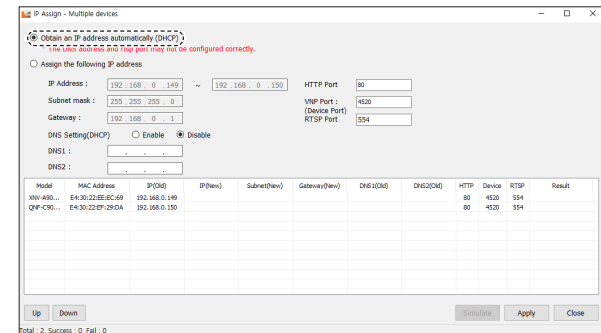 IP Assign - Multiple devices
Obtain an IP address automatically (DHCP)
* The DNS address and rtsp port may not be configured correctly.
Assign the following IP address
IP Address : 192 . 168 . 0 . 149 ~ 192 . 168 . 0 . 150 HTTP Port 80
Subnet mask : 255 . 255 . 255 . 0 VNP Port : 4520
(Device Port)
Gateway : 192 . 168 . 0 . 1 RTSP Port 554
DNS Setting(DHCP) Enable Disable
DNS1 : . . .
DNS2 : . . .
Model MAC Address IP(Old) IP(New) Subnet(New) Gateway(New) DNS1(Old) DNS2(Old) HTTP Device RTSP Result
XNV-A90... E4:30:22:EE:EC:69 192.168.0.149 80 4520 554
QNF-C90... E4:30:22:EF:29:DA 192.168.0.150 80 4520 554
Up Down Simulate Apply Close
Total : 2, Success : 0, Fail : 0